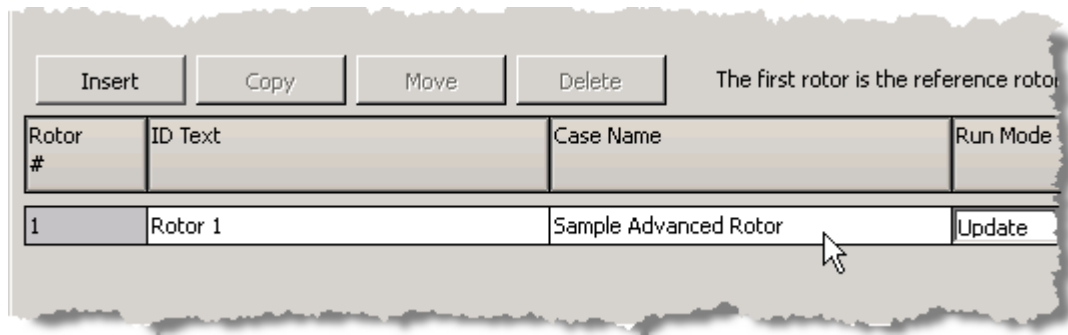 Insert Copy Move Delete The first rotor is the reference rotor
Rotor # ID Text Case Name Run Mode
1 Rotor 1 Sample Advanced Rotor Update